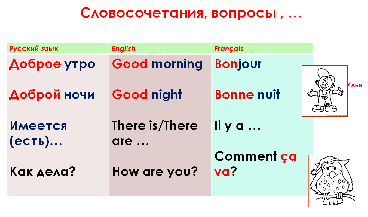 Словосочетания, вопросы , …
Русский язык English Français
Доброе утро Good morning Bonjour
Доброй ночи Good night Bonne nuit
Имеется There is/There Il y a …
(есть)… are …
Comment ça
Как дела? How are you? va?